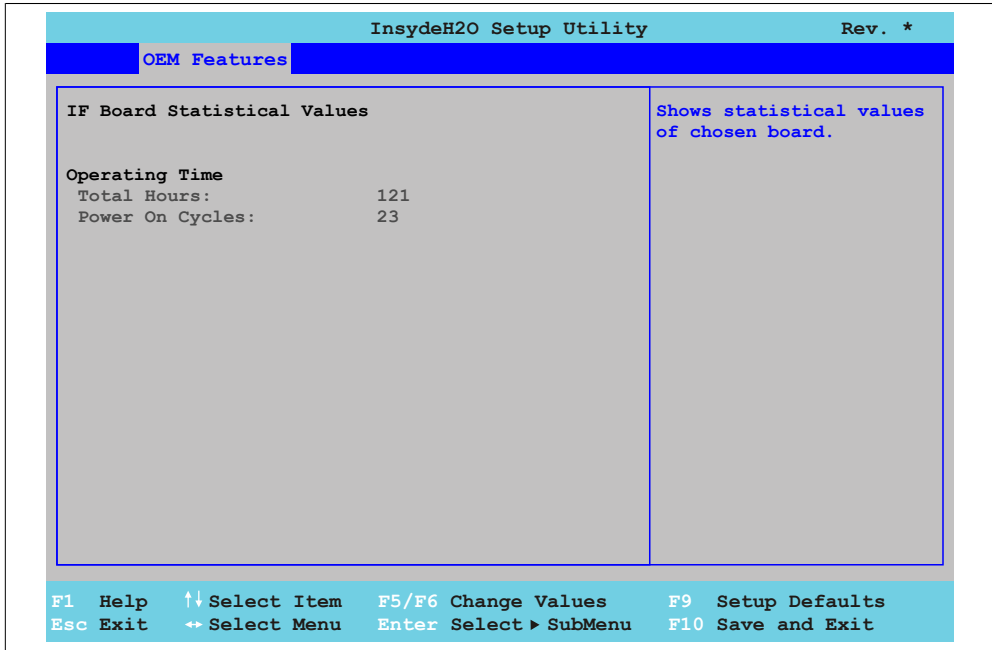 InsydeH2O Setup Utility Rev. *
OEM Features
IF Board Statistical Values
Shows statistical values
of chosen board.
Operating Time
Total Hours: 121
Power On Cycles: 23
F1 Help ↑↓ Select Item F5/F6 Change Values F9 Setup Defaults
Esc Exit ↔ Select Menu Enter Select ▶ SubMenu F10 Save and Exit